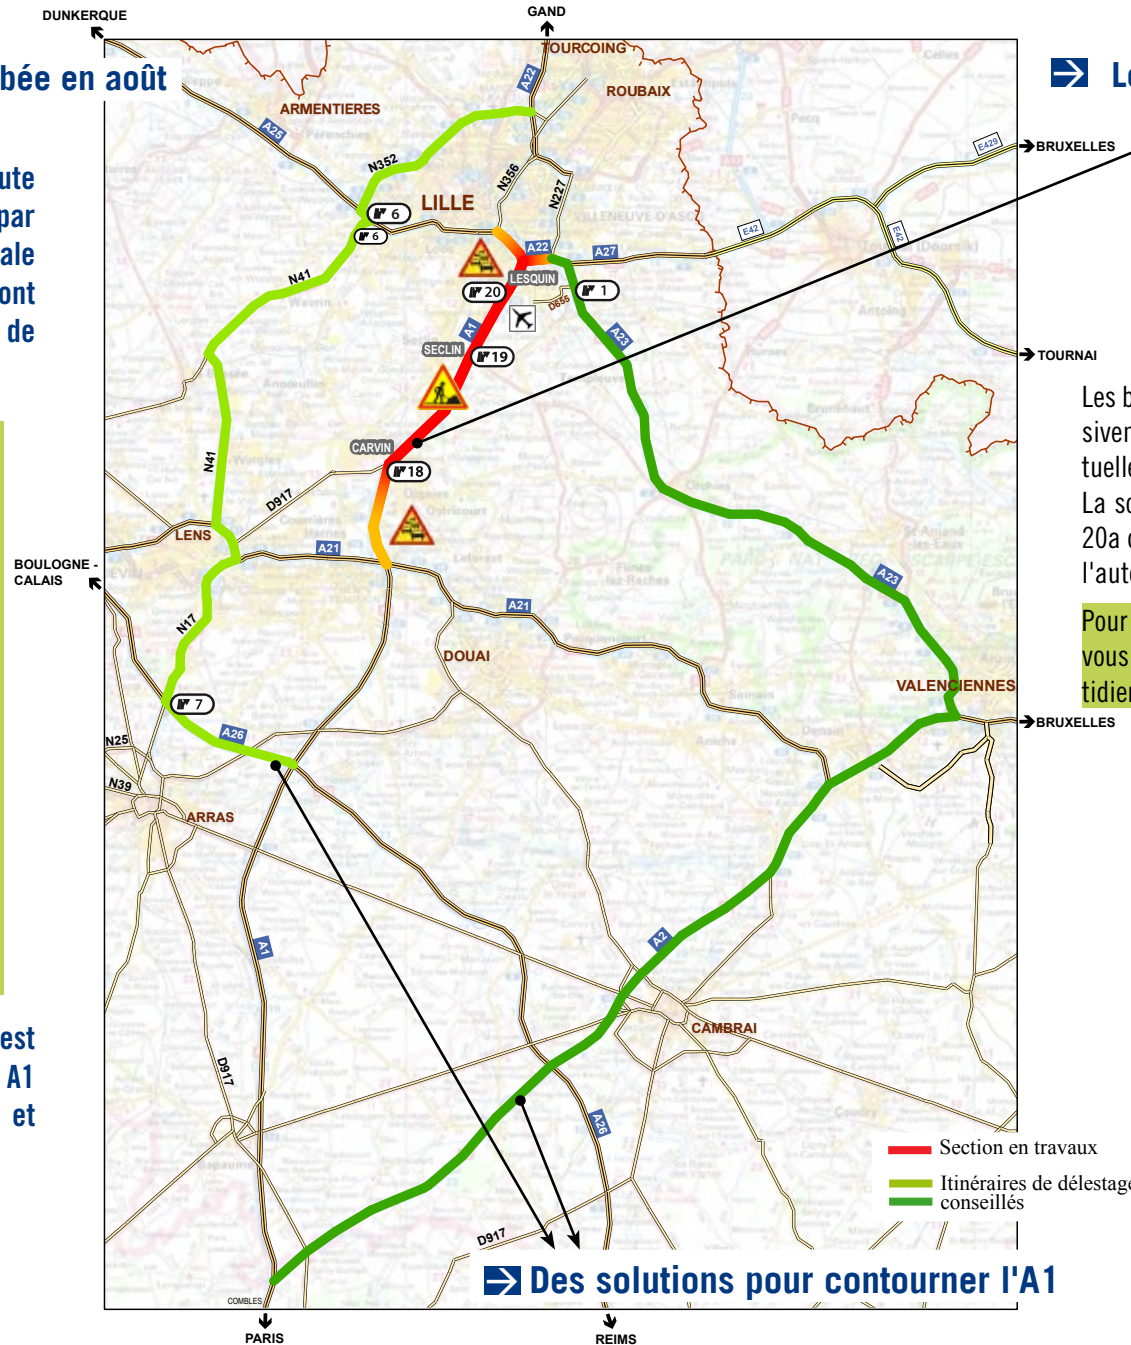 DUNKERQUE
GAND
bée en août
Le
TOURCOING
ROUBAIX
ARMENTIERES
A22
A25
N352
N356
N227
E429
BRUXELLES
ute
par
ale
ont
de
LILLE
VILLENEUVE D'ASCQ
6
6
E42
E42
A22
A27
LESQUIN
N41
20
1
D655
A1
A23
SECLIN
19
TOURNAI
Les b
siven
tuelle
La so
20a d
l'auto
CARVIN
18
N41
D917
LENS
A21
BOULOGNE -
CALAIS
A23
A21
Pour
vous
tidien
N17
DOUAI
VALENCIENNES
7
BRUXELLES
A26
N25
N39
ARRAS
A1
A2
CAMBRAI
est
A1
et
D917
A26
Section en travaux
Itinéraires de délestage
conseillés
D917
Des solutions pour contourner l'A1
COMBLES
PARIS
REIMS